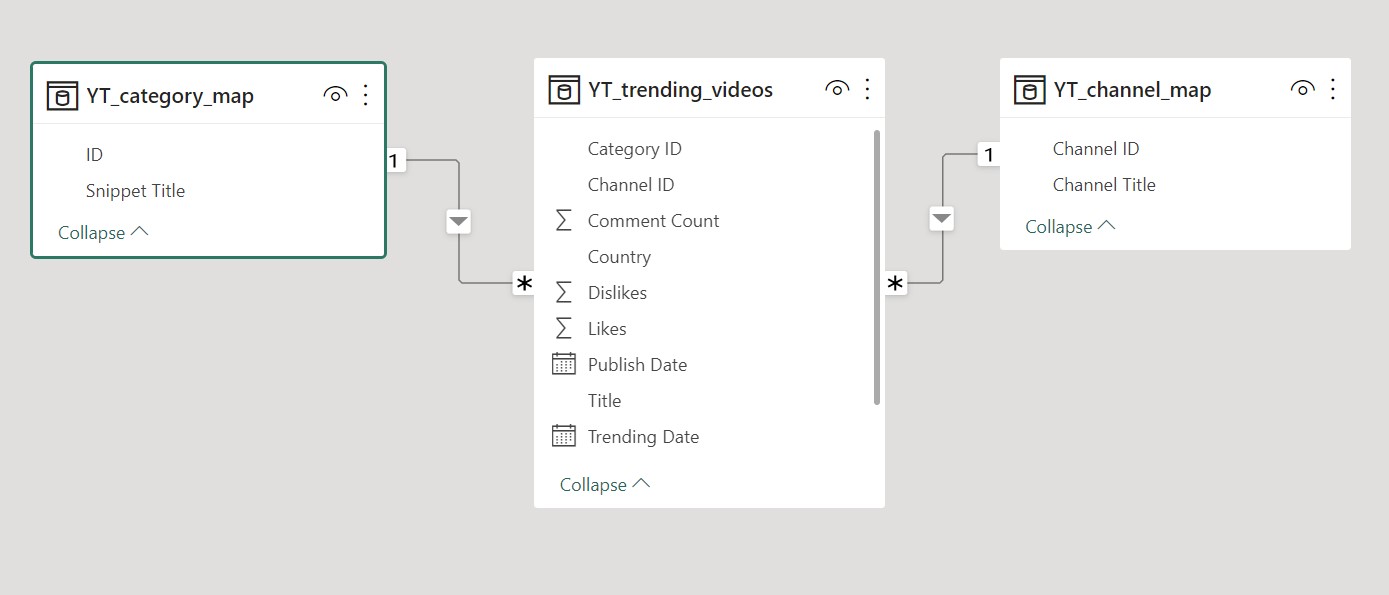 YT_category_map
ID
Snippet Title
Collapse
1
*
YT_trending_videos
Category ID
Channel ID
Comment Count
Country
Dislikes
Likes
Publish Date
Title
Trending Date
Collapse
*
1
YT_channel_map
Channel ID
Channel Title
Collapse